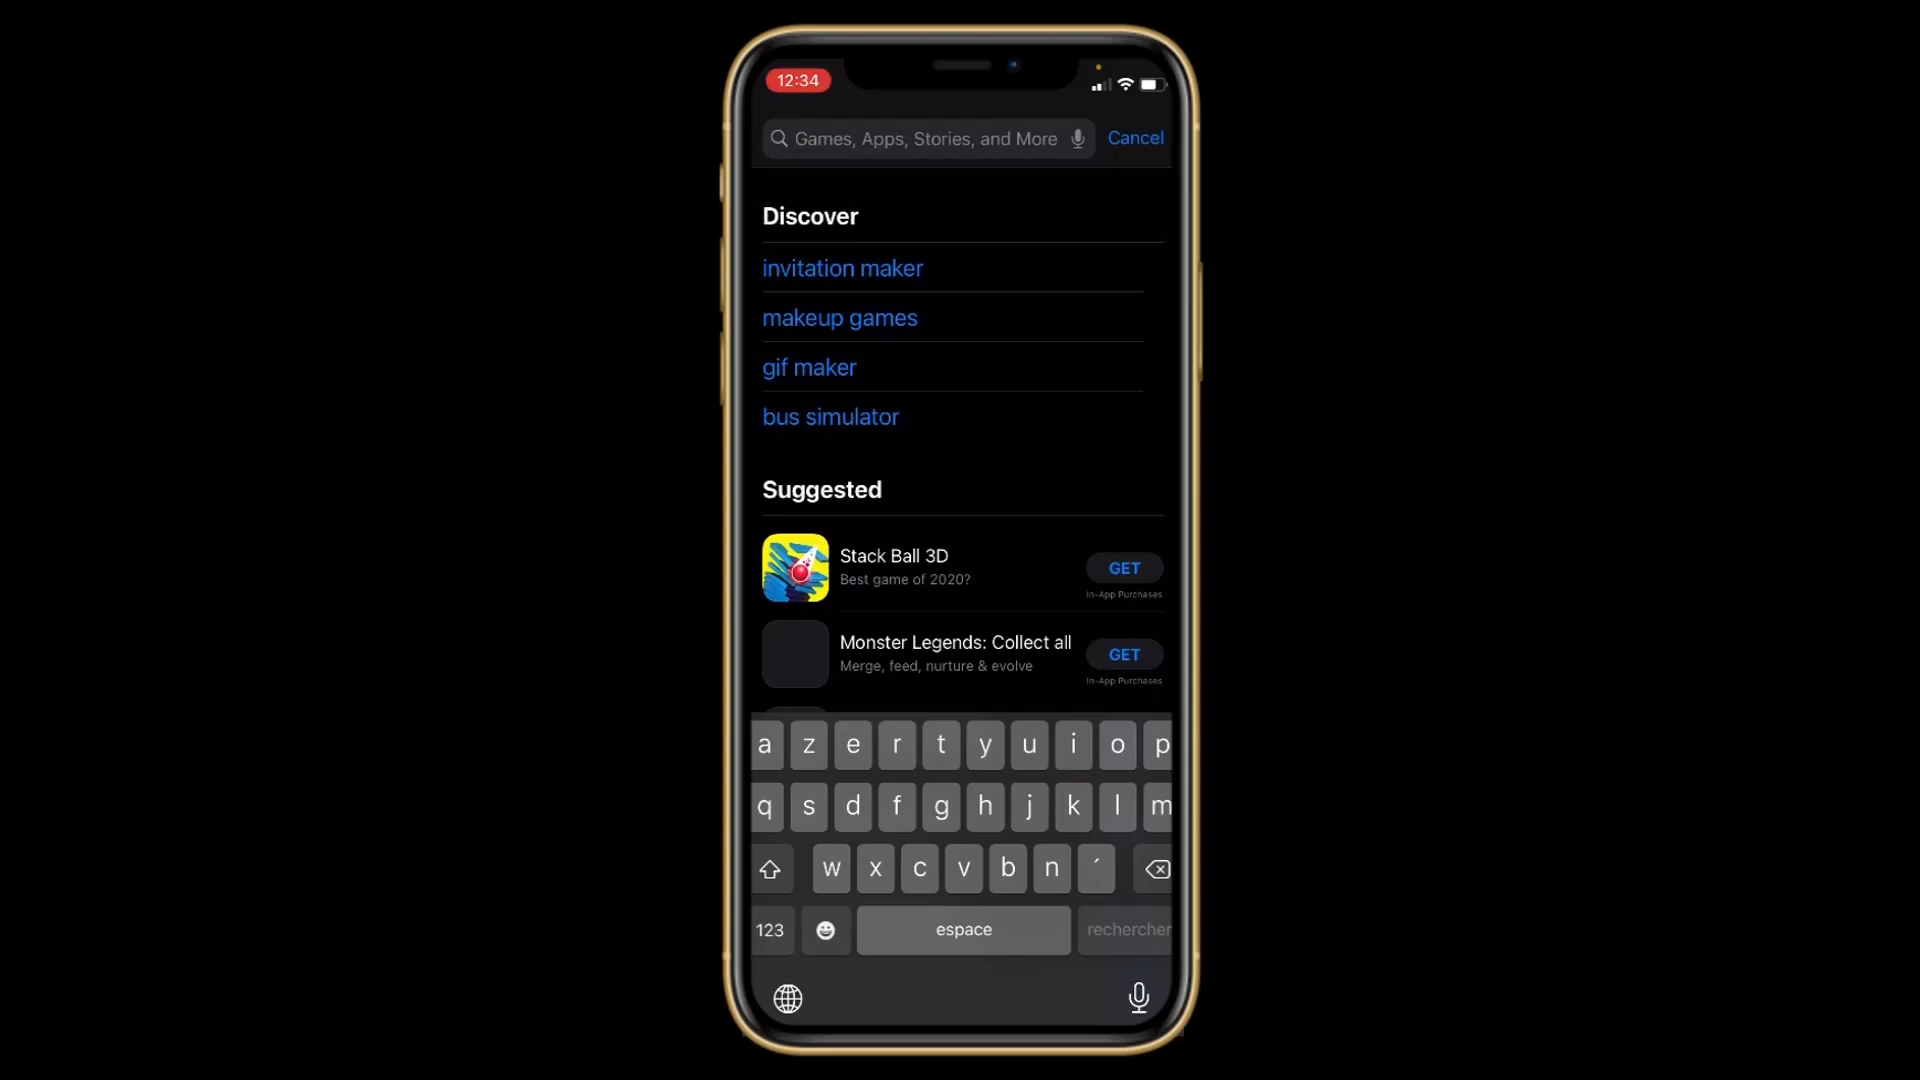 12:34
Games, Apps, Stories, and More
Cancel
Discover
invitation maker
makeup games
gif maker
bus simulator
Suggested
Stack Ball 3D
Best game of 2020?
GET
In-App Purchases
Monster Legends: Collect all
Merge, feed, nurture & evolve
GET
In-App Purchases
a z e r t y u i o p
q s d f g h j k l m
w x c v b n ´
123 espace rechercher